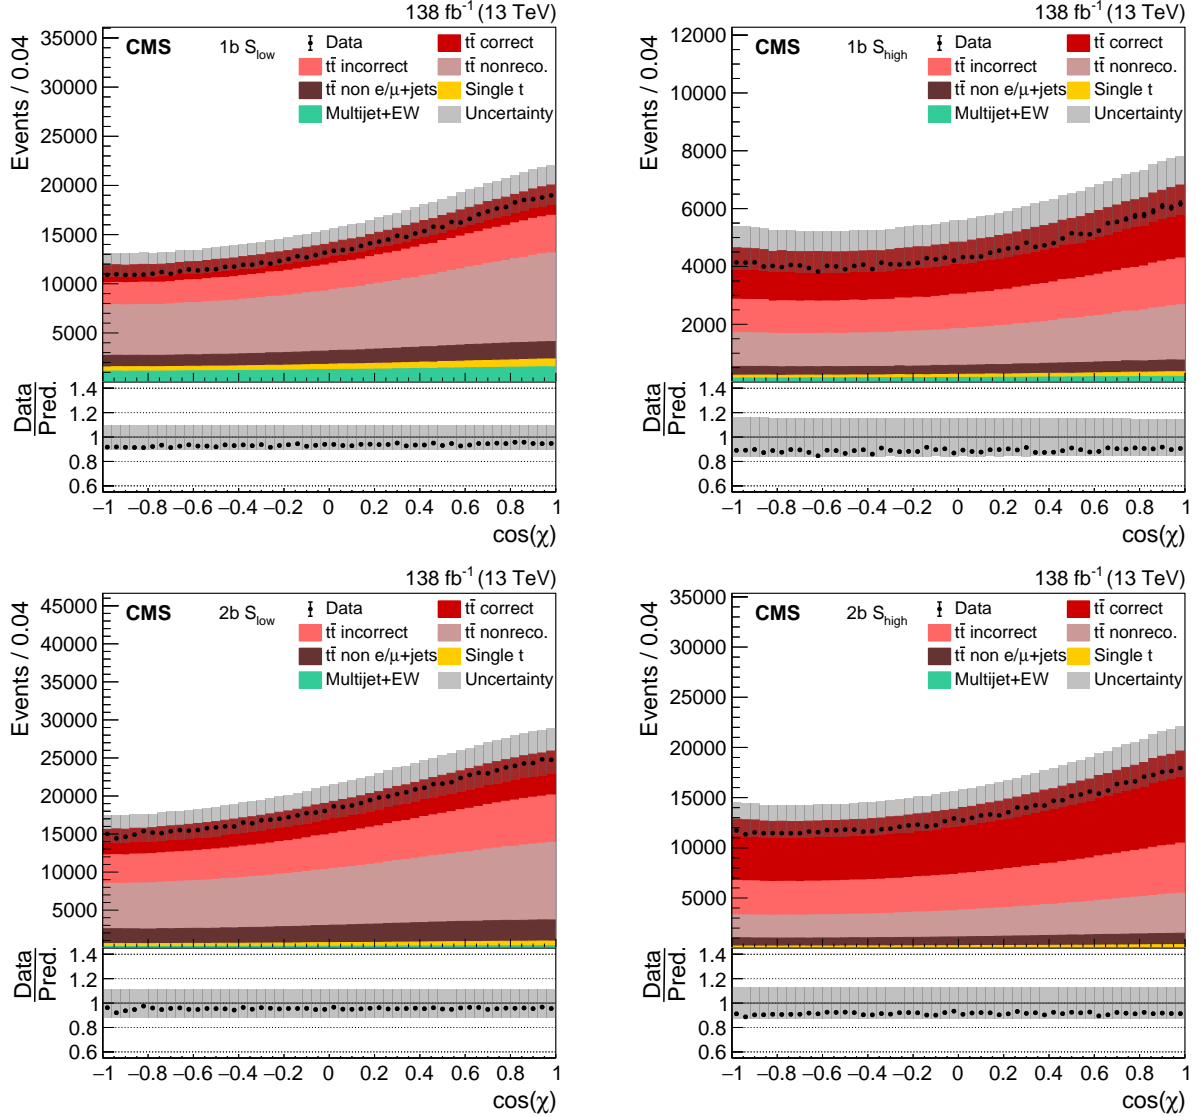 138 fb-1 (13 TeV)
CMS 1b Slow
Data
tt̄ correct
tt̄ incorrect
tt̄ nonreco.
tt̄ non e/μ+jets
Single t
Multijet+EW
Uncertainty
Events / 0.04
35000
30000
25000
20000
15000
10000
5000
Data
Pred.
1.4
1.2
1
0.8
0.6
−1 −0.8 −0.6 −0.4 −0.2 0 0.2 0.4 0.6 0.8 1
cos(χ)
138 fb-1 (13 TeV)
CMS 1b Shigh
Data
tt̄ correct
tt̄ incorrect
tt̄ nonreco.
tt̄ non e/μ+jets
Single t
Multijet+EW
Uncertainty
Events / 0.04
12000
10000
8000
6000
4000
2000
Data
Pred.
1.4
1.2
1
0.8
0.6
−1 −0.8 −0.6 −0.4 −0.2 0 0.2 0.4 0.6 0.8 1
cos(χ)
138 fb-1 (13 TeV)
CMS 2b Slow
Data
tt̄ correct
tt̄ incorrect
tt̄ nonreco.
tt̄ non e/μ+jets
Single t
Multijet+EW
Uncertainty
Events / 0.04
45000
40000
35000
30000
25000
20000
15000
10000
5000
Data
Pred.
1.4
1.2
1
0.8
0.6
−1 −0.8 −0.6 −0.4 −0.2 0 0.2 0.4 0.6 0.8 1
cos(χ)
138 fb-1 (13 TeV)
CMS 2b Shigh
Data
tt̄ correct
tt̄ incorrect
tt̄ nonreco.
tt̄ non e/μ+jets
Single t
Multijet+EW
Uncertainty
Events / 0.04
35000
30000
25000
20000
15000
10000
5000
Data
Pred.
1.4
1.2
1
0.8
0.6
−1 −0.8 −0.6 −0.4 −0.2 0 0.2 0.4 0.6 0.8 1
cos(χ)